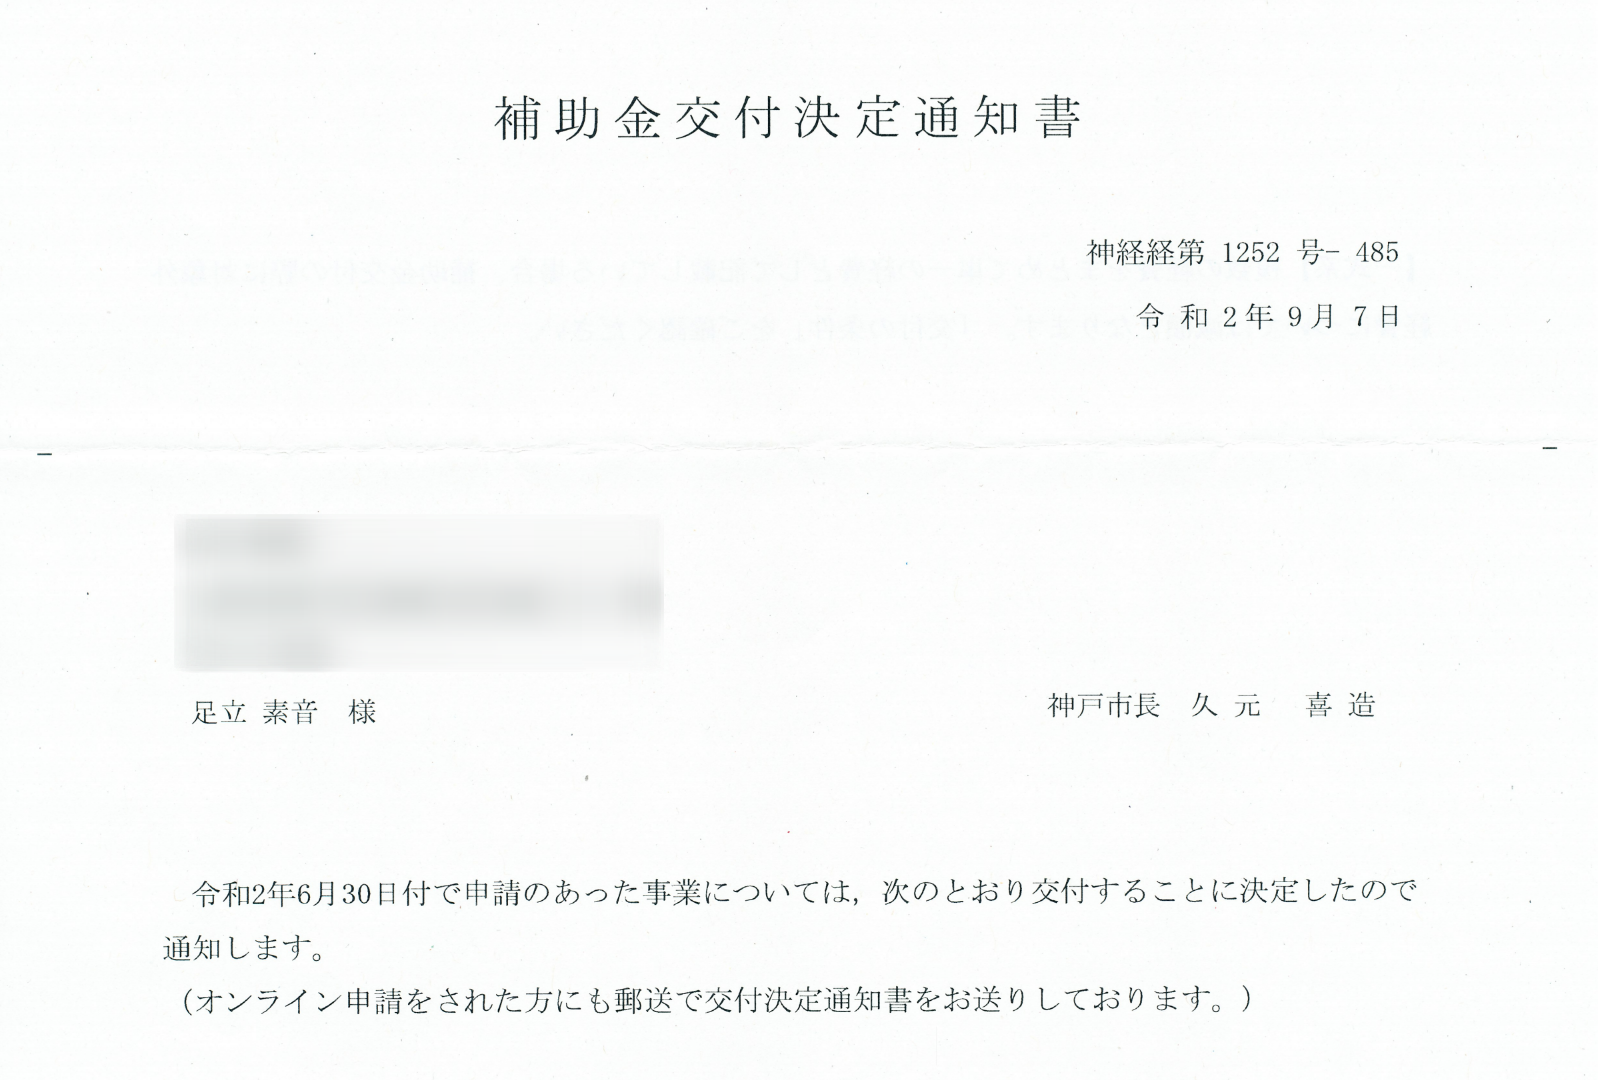 補助金交付決定通知書
神経経第 1252 号- 485
令 和 2 年 9 月 7 日
足立 素音　様
神戸市長　久 元　喜 造
令和2年6月30日付で申請のあった事業については，次のとおり交付することに決定したので
通知します。
（オンライン申請をされた方にも郵送で交付決定通知書をお送りしております。）